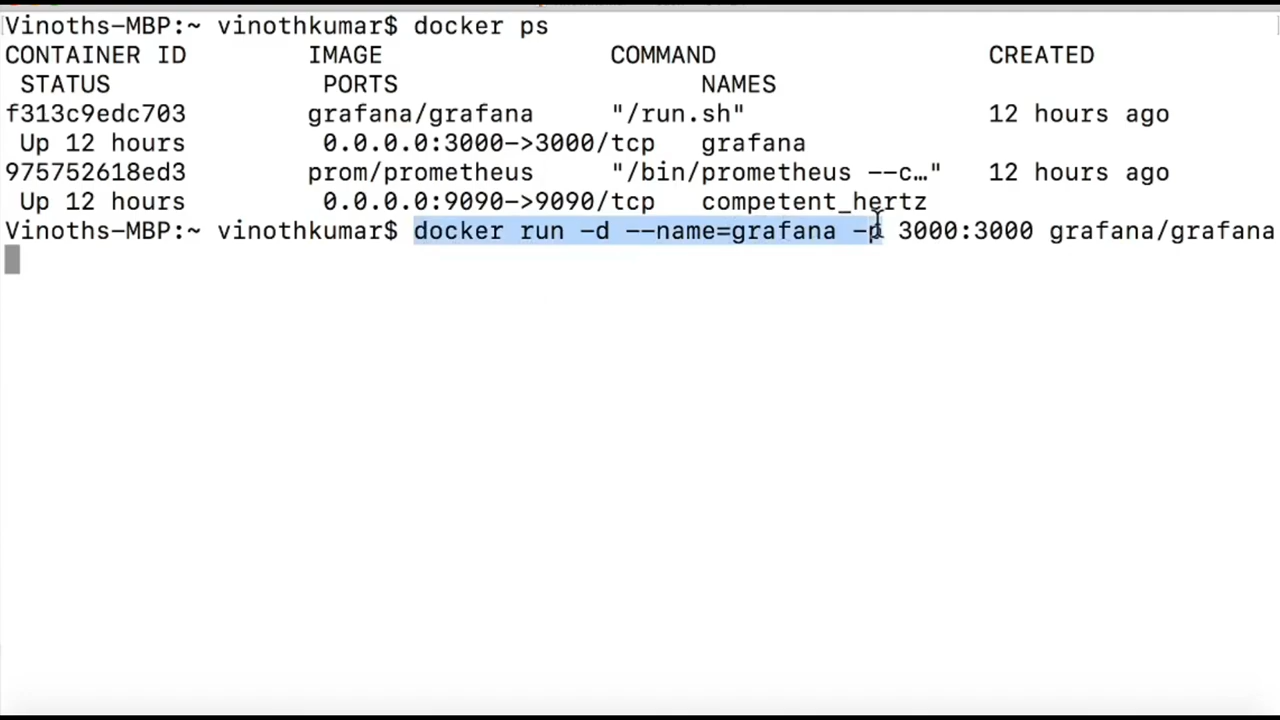 Vinoths-MBP:~ vinothkumar$ docker ps
CONTAINER ID        IMAGE               COMMAND                  CREATED
 STATUS              PORTS                    NAMES
f313c9edc703        grafana/grafana     "/run.sh"                12 hours ago
 Up 12 hours         0.0.0.0:3000->3000/tcp   grafana
975752618ed3        prom/prometheus     "/bin/prometheus --c…"   12 hours ago
 Up 12 hours         0.0.0.0:9090->9090/tcp   competent_hertz
Vinoths-MBP:~ vinothkumar$ docker run -d --name=grafana -p 3000:3000 grafana/grafana